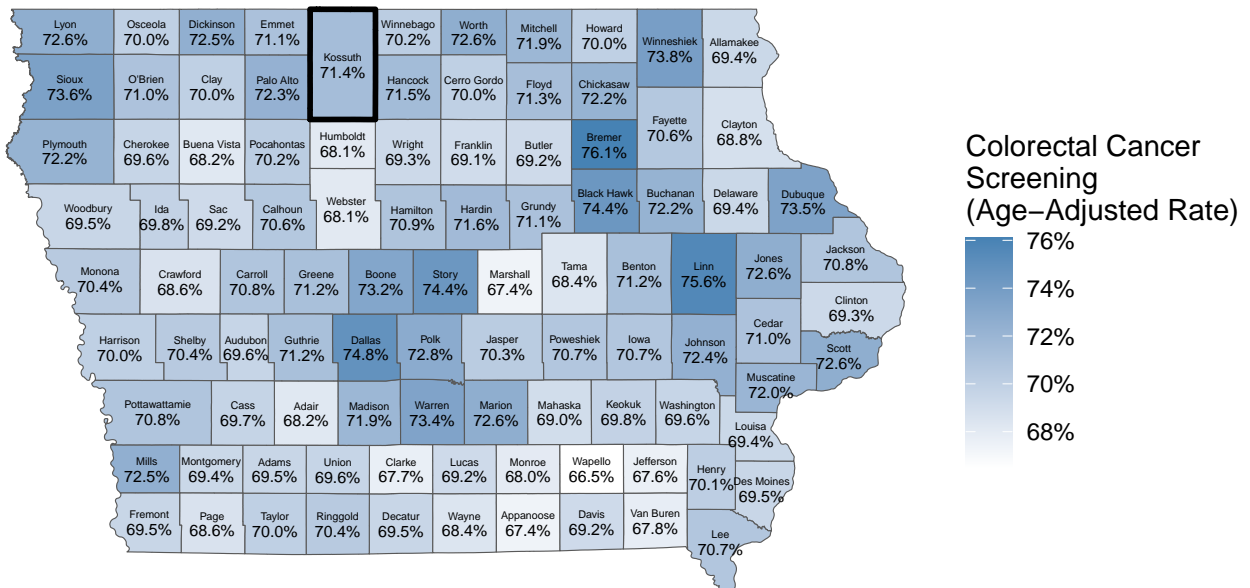 Lyon
72.6%
Osceola
70.0%
Dickinson
72.5%
Emmet
71.1%
Kossuth
71.4%
Winnebago
70.2%
Worth
72.6%
Mitchell
71.9%
Howard
70.0%
Winneshiek
73.8%
Allamakee
69.4%
Sioux
73.6%
O'Brien
71.0%
Clay
70.0%
Palo Alto
72.3%
Hancock
71.5%
Cerro Gordo
70.0%
Floyd
71.3%
Chickasaw
72.2%
Fayette
70.6%
Clayton
68.8%
Plymouth
72.2%
Cherokee
69.6%
Buena Vista
68.2%
Pocahontas
70.2%
Humboldt
68.1%
Wright
69.3%
Franklin
69.1%
Butler
69.2%
Bremer
76.1%
Woodbury
69.5%
Ida
69.8%
Sac
69.2%
Calhoun
70.6%
Webster
68.1%
Hamilton
70.9%
Hardin
71.6%
Grundy
71.1%
Black Hawk
74.4%
Buchanan
72.2%
Delaware
69.4%
Dubuque
73.5%
Monona
70.4%
Crawford
68.6%
Carroll
70.8%
Greene
71.2%
Boone
73.2%
Story
74.4%
Marshall
67.4%
Tama
68.4%
Benton
71.2%
Linn
75.6%
Jones
72.6%
Jackson
70.8%
Clinton
69.3%
Harrison
70.0%
Shelby
70.4%
Audubon
69.6%
Guthrie
71.2%
Dallas
74.8%
Polk
72.8%
Jasper
70.3%
Poweshiek
70.7%
Iowa
70.7%
Johnson
72.4%
Cedar
71.0%
Scott
72.6%
Muscatine
72.0%
Pottawattamie
70.8%
Cass
69.7%
Adair
68.2%
Madison
71.9%
Warren
73.4%
Marion
72.6%
Mahaska
69.0%
Keokuk
69.8%
Washington
69.6%
Louisa
69.4%
Mills
72.5%
Montgomery
69.4%
Adams
69.5%
Union
69.6%
Clarke
67.7%
Lucas
69.2%
Monroe
68.0%
Wapello
66.5%
Jefferson
67.6%
Henry
70.1%
Des Moines
69.5%
Fremont
69.5%
Page
68.6%
Taylor
70.0%
Ringgold
70.4%
Decatur
69.5%
Wayne
68.4%
Appanoose
67.4%
Davis
69.2%
Van Buren
67.8%
Lee
70.7%
Colorectal Cancer
Screening
(Age−Adjusted Rate)
76%
74%
72%
70%
68%